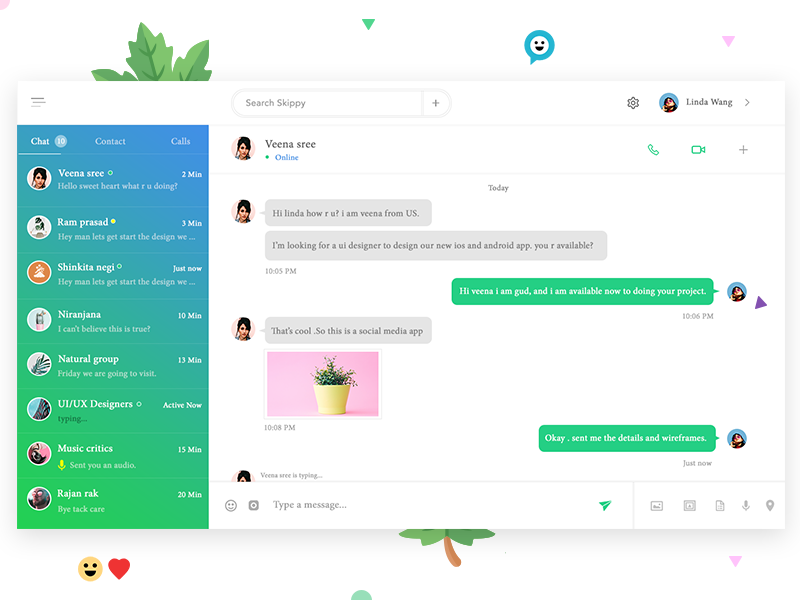 Search Skippy
+
Linda Wang
Chat 10 Contact Calls
Veena sree 2 Min
Hello sweet heart what r u doing?
Ram prasad 3 Min
Hey man lets get start the design we ...
Shinkita negi Just now
Hey man lets get start the design we ...
Niranjana 10 Min
I can't believe this is true?
Natural group 13 Min
Friday we are going to visit.
UI/UX Designers Active Now
typing...
Music critics 15 Min
Sent you an audio.
Rajan rak 20 Min
Bye tack care
Veena sree
Online
Today
Hi linda how r u? i am veena from US.
I'm looking for a ui designer to design our new ios and android app. you r available?
10:05 PM
Hi veena i am gud, and i am available now to doing your project.
10:06 PM
That's cool .So this is a social media app
10:08 PM
Okay . sent me the details and wireframes.
Just now
Veena sree is typing...
Type a message...